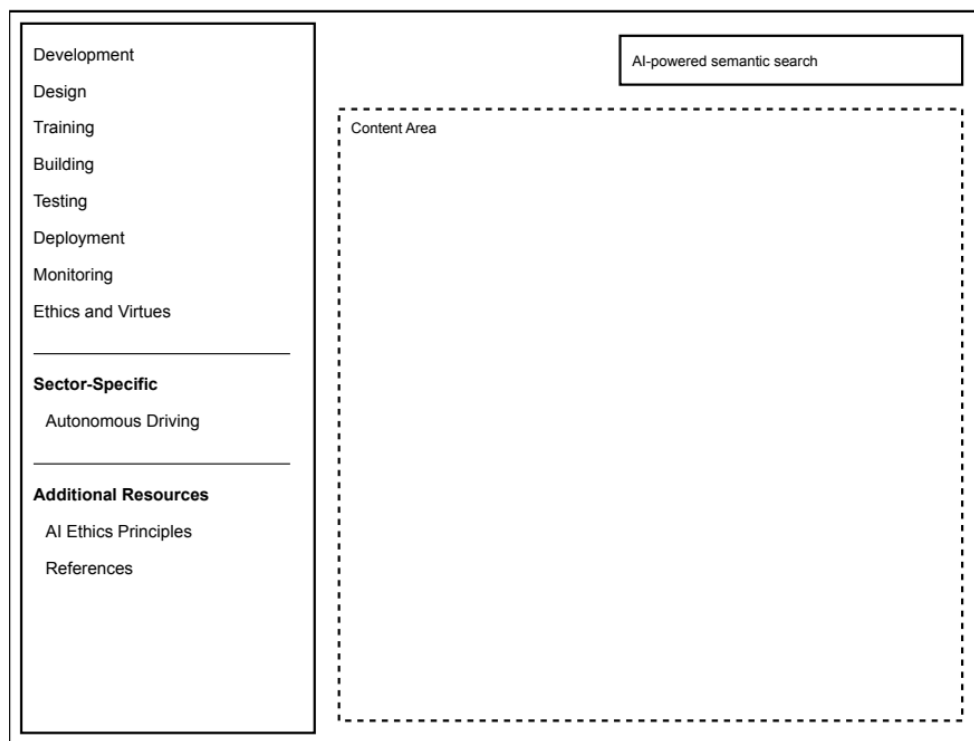 Development
Design
Training
Building
Testing
Deployment
Monitoring
Ethics and Virtues
Sector-Specific
Autonomous Driving
Additional Resources
AI Ethics Principles
References
AI-powered semantic search
Content Area